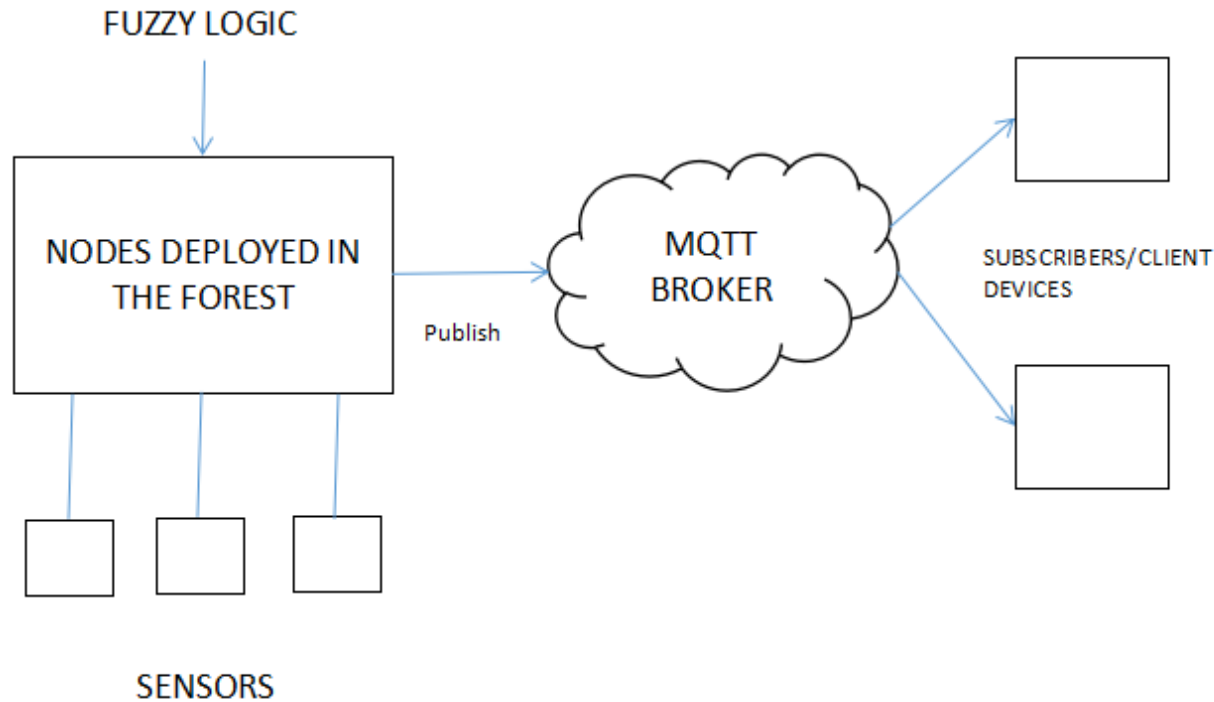 FUZZY LOGIC
NODES DEPLOYED IN
THE FOREST
Publish
MQTT
BROKER
SUBSCRIBERS/CLIENT
DEVICES
SENSORS